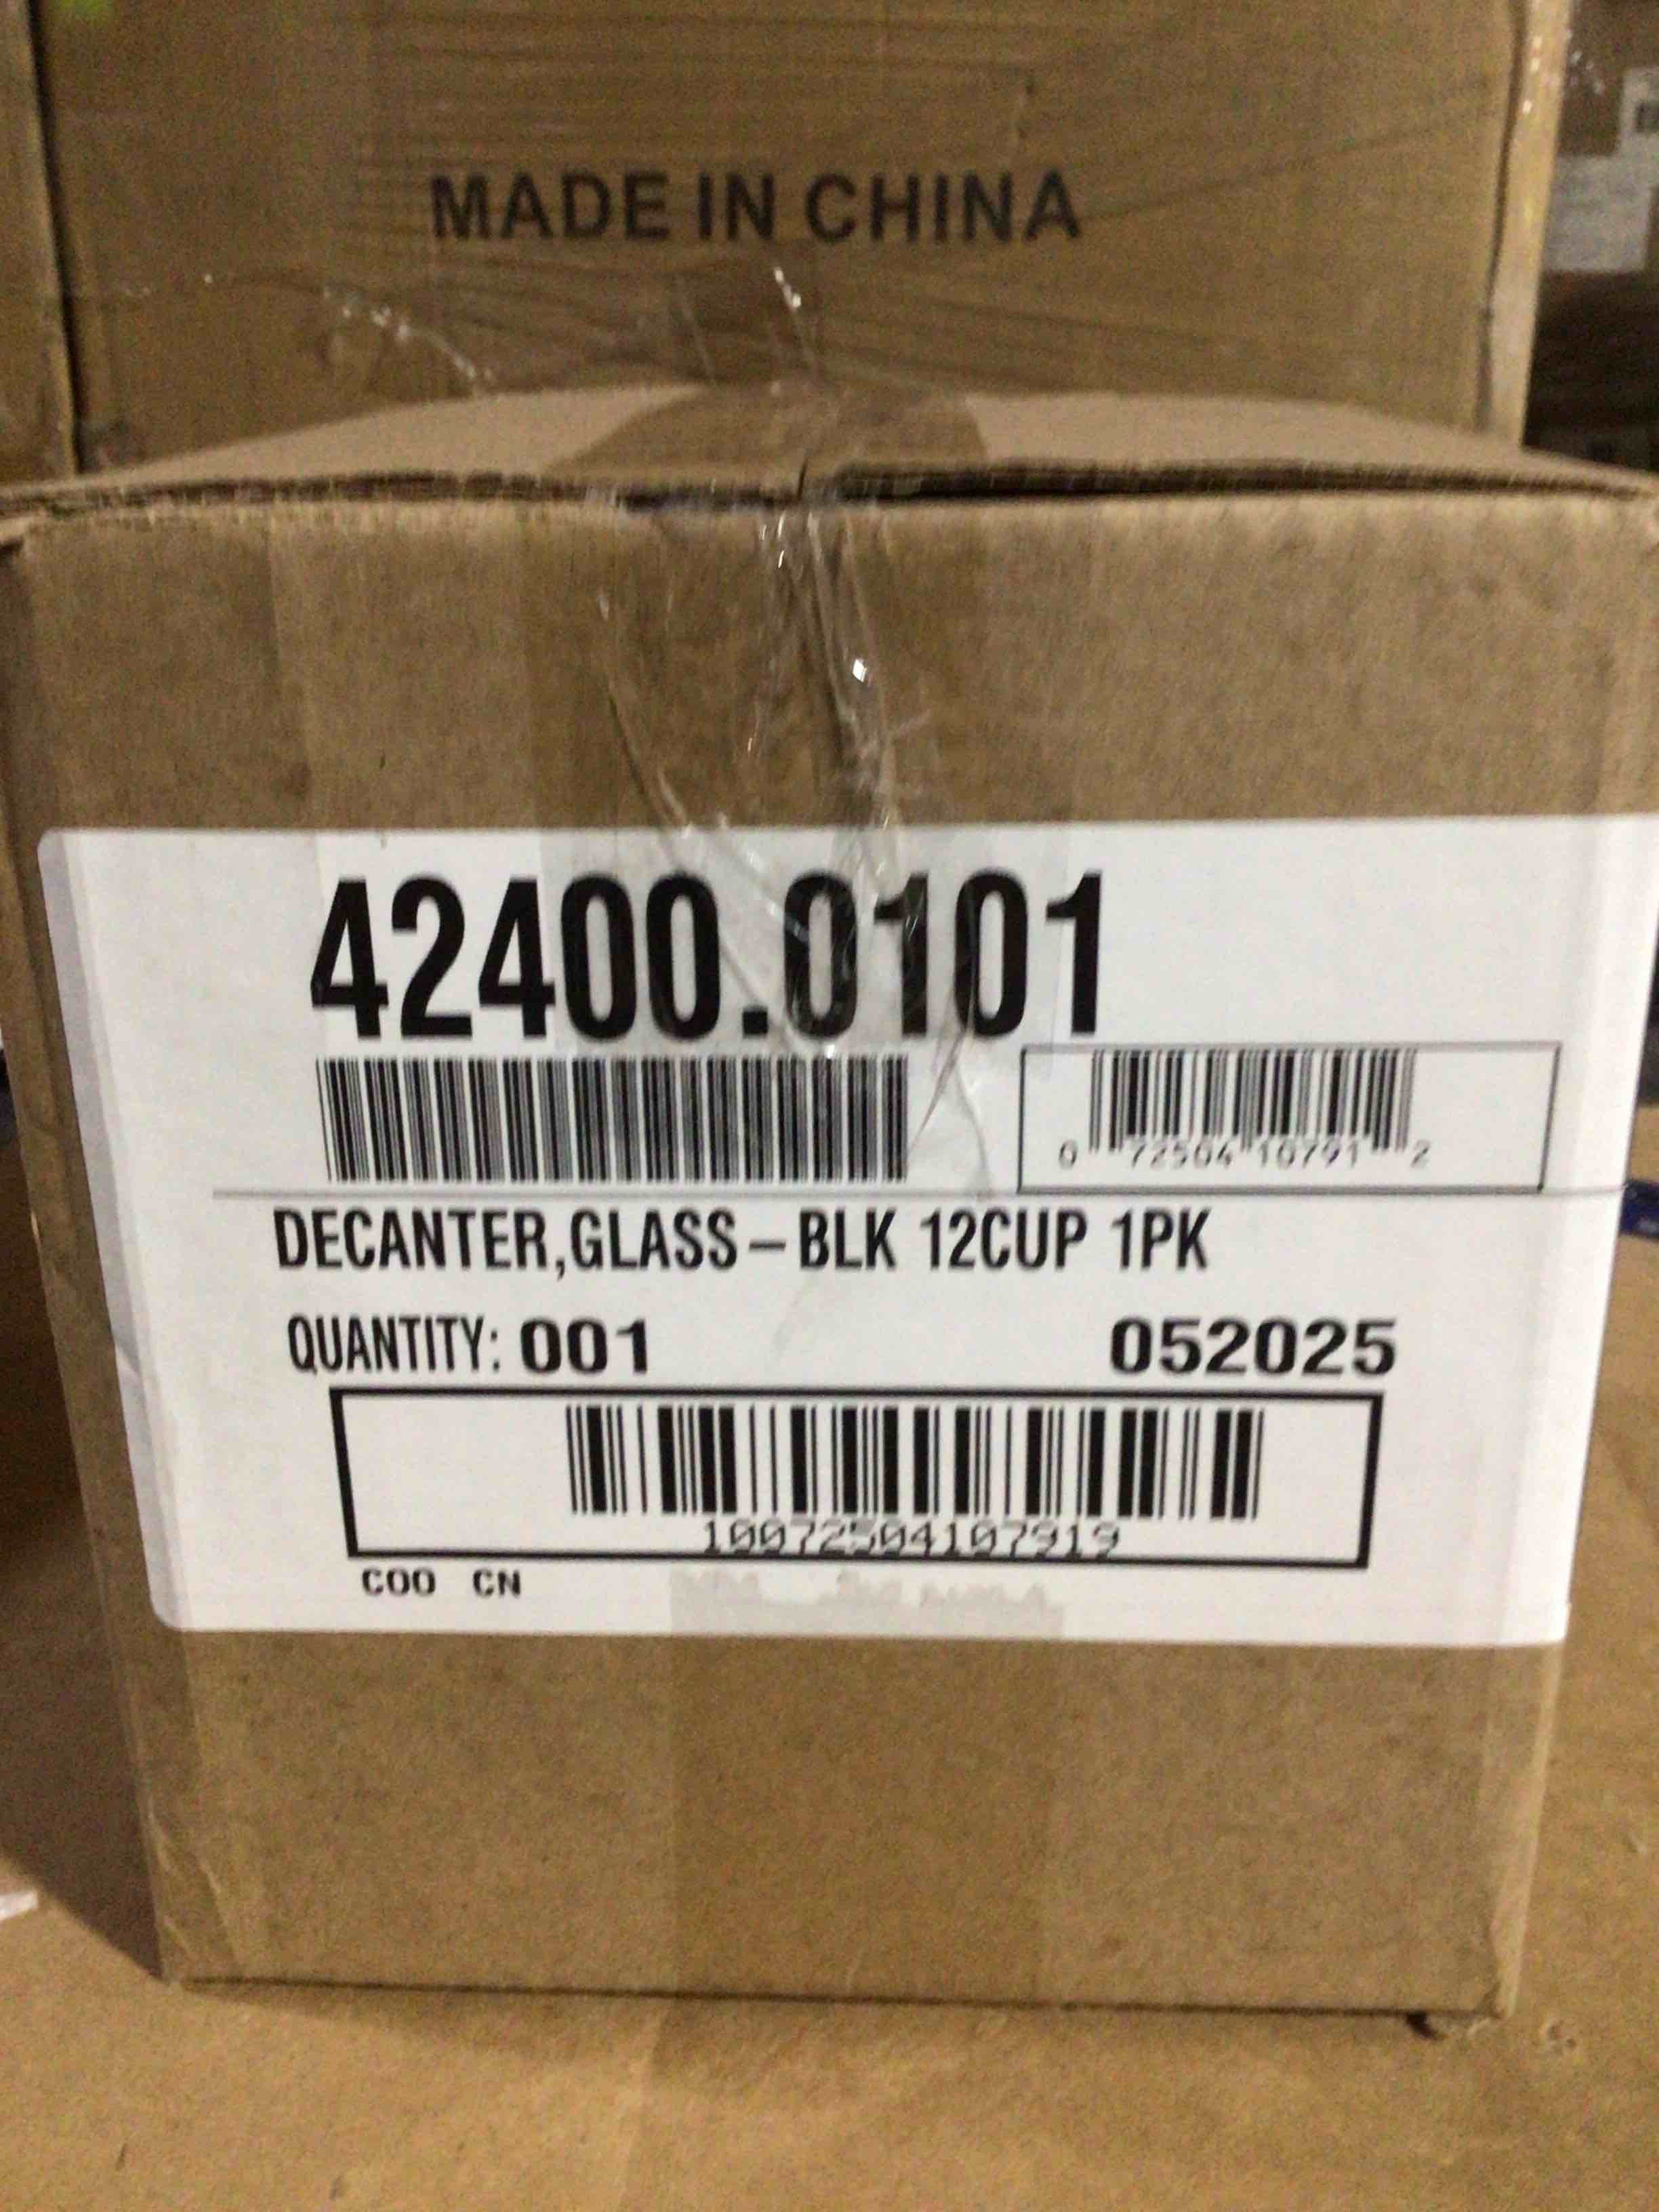 MADE IN CHINA
42400.0101
0 72504 10791 2
DECANTER,GLASS–BLK 12CUP 1PK
QUANTITY: 001 052025
10072504107919
COO CN